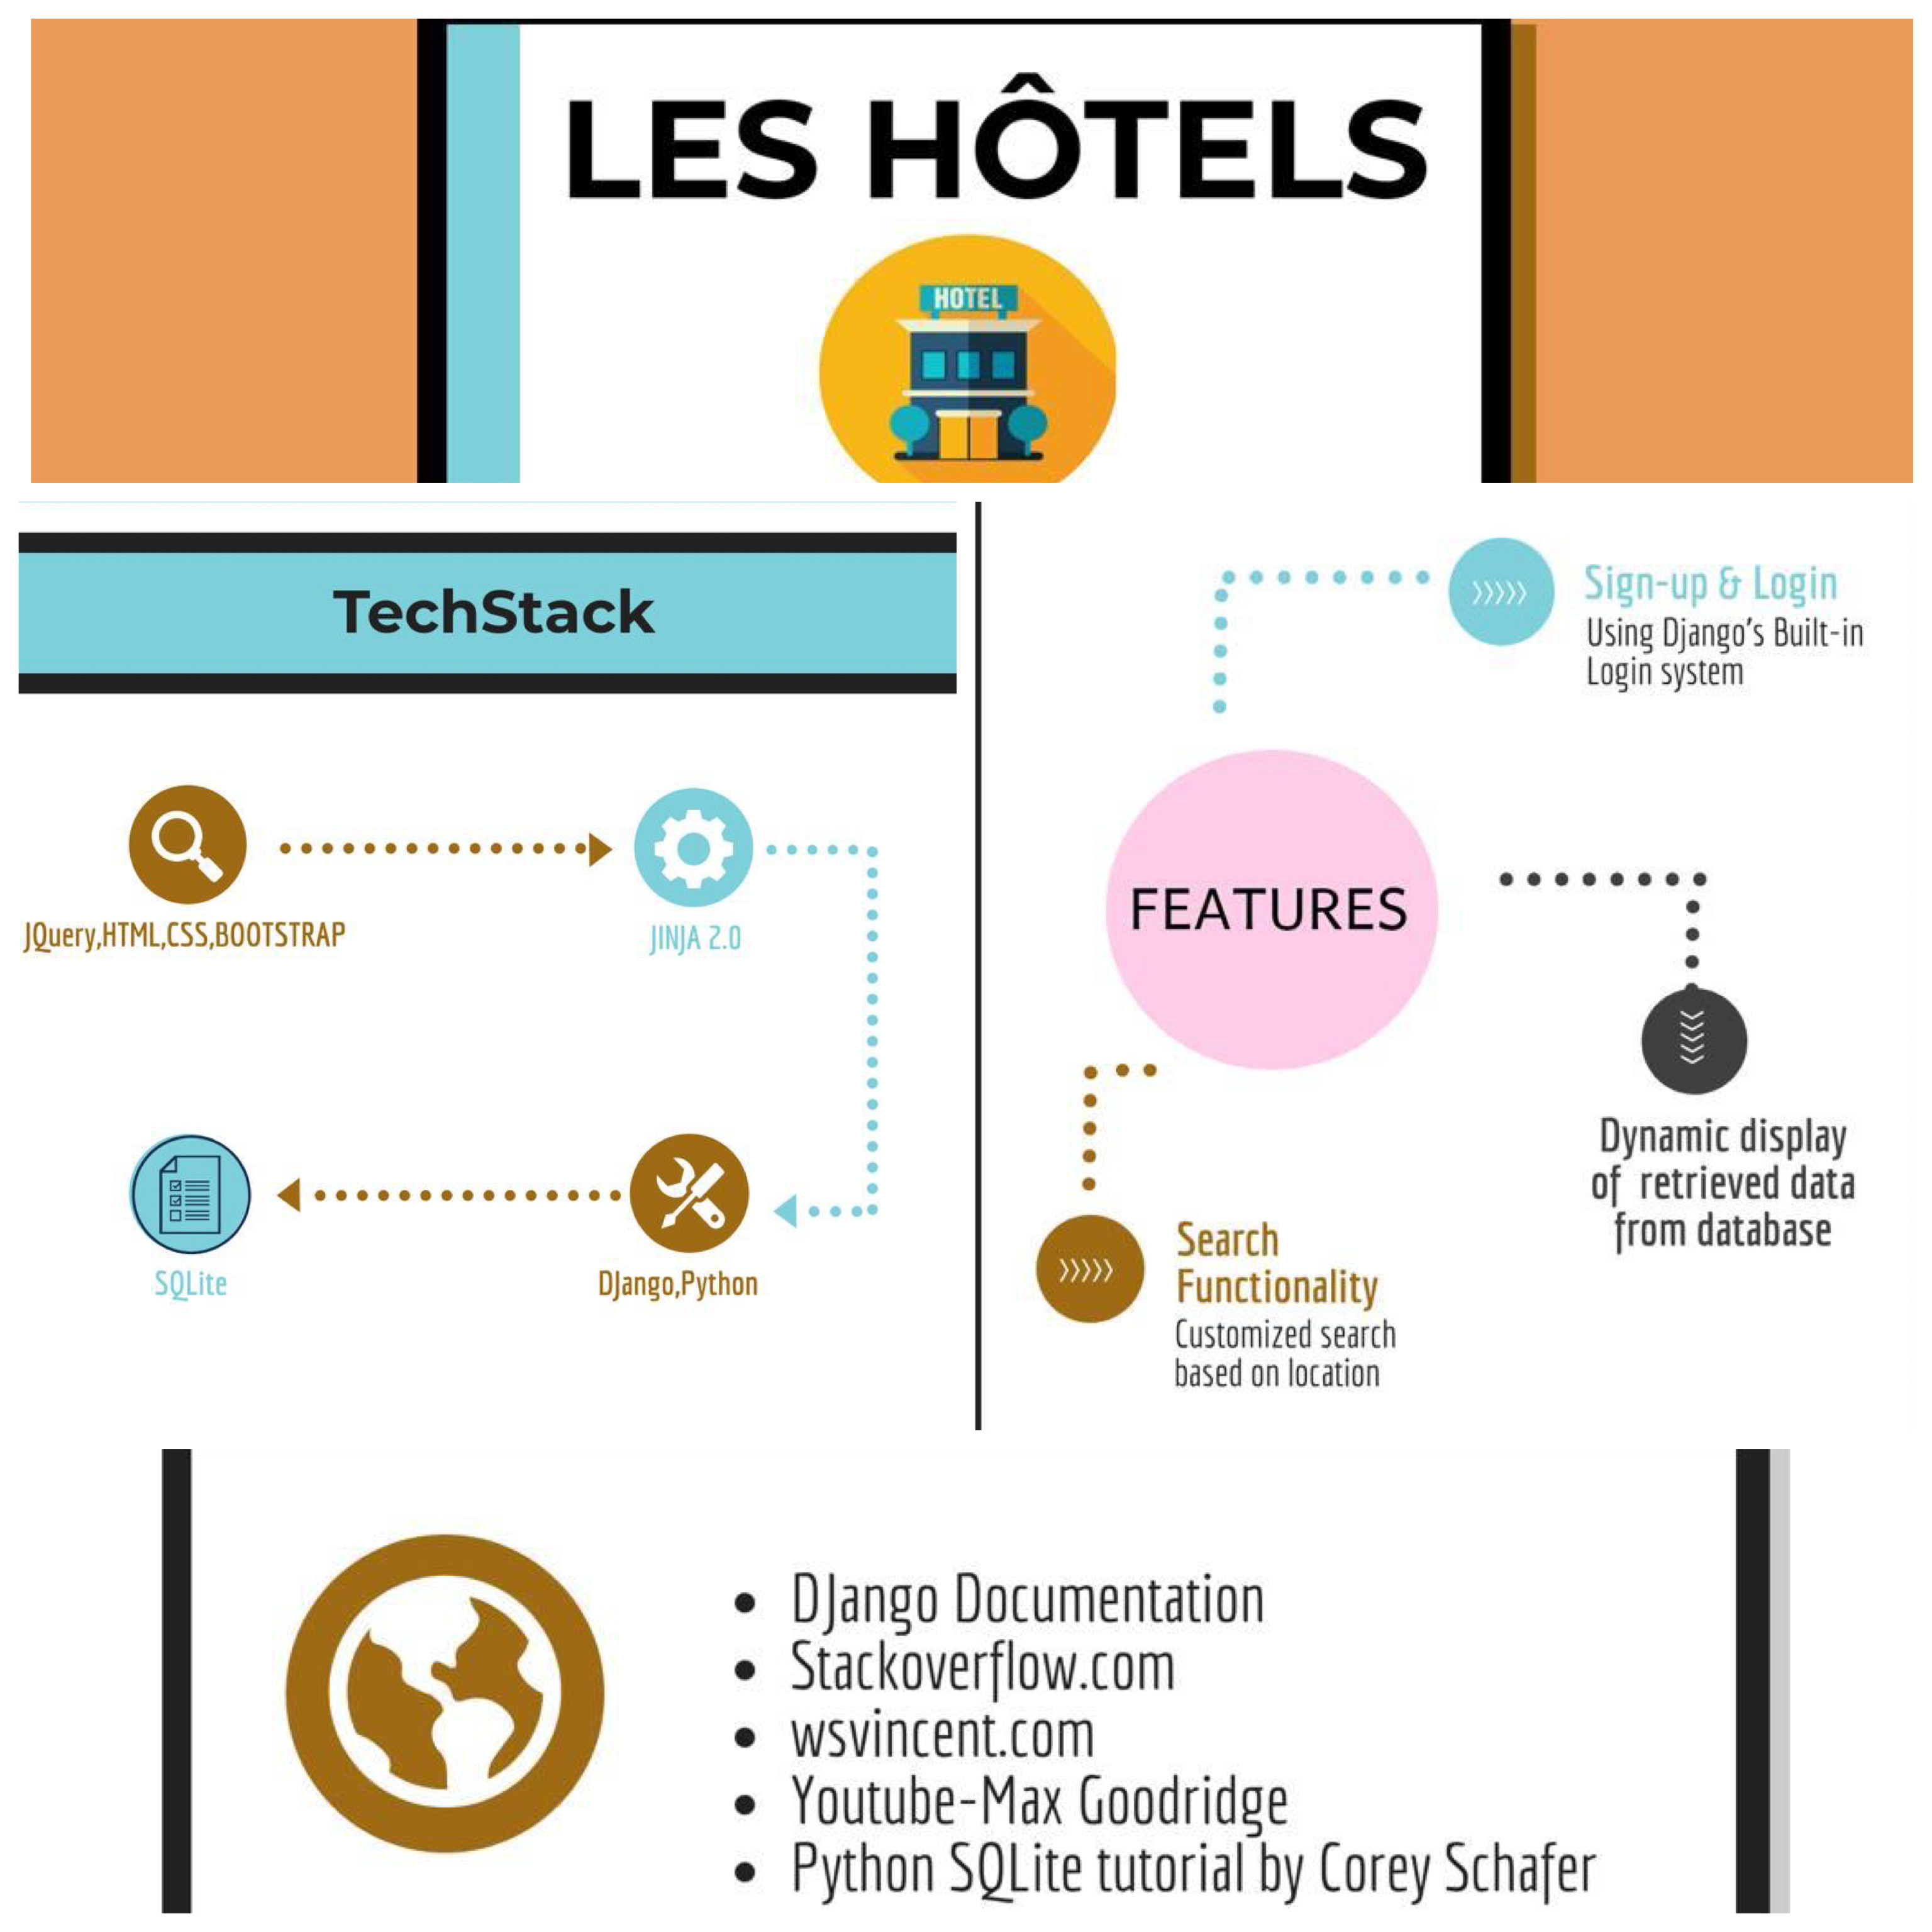 LES HÔTELS
HOTEL
TechStack
JQuery,HTML,CSS,BOOTSTRAP
JINJA 2.0
SQLite
DJango,Python
Sign-up & Login
Using Django's Built-in
Login system
FEATURES
Dynamic display
of retrieved data
from database
Search
Functionality
Customized search
based on location
• DJango Documentation
• Stackoverflow.com
• wsvincent.com
• Youtube-Max Goodridge
• Python SQLite tutorial by Corey Schafer